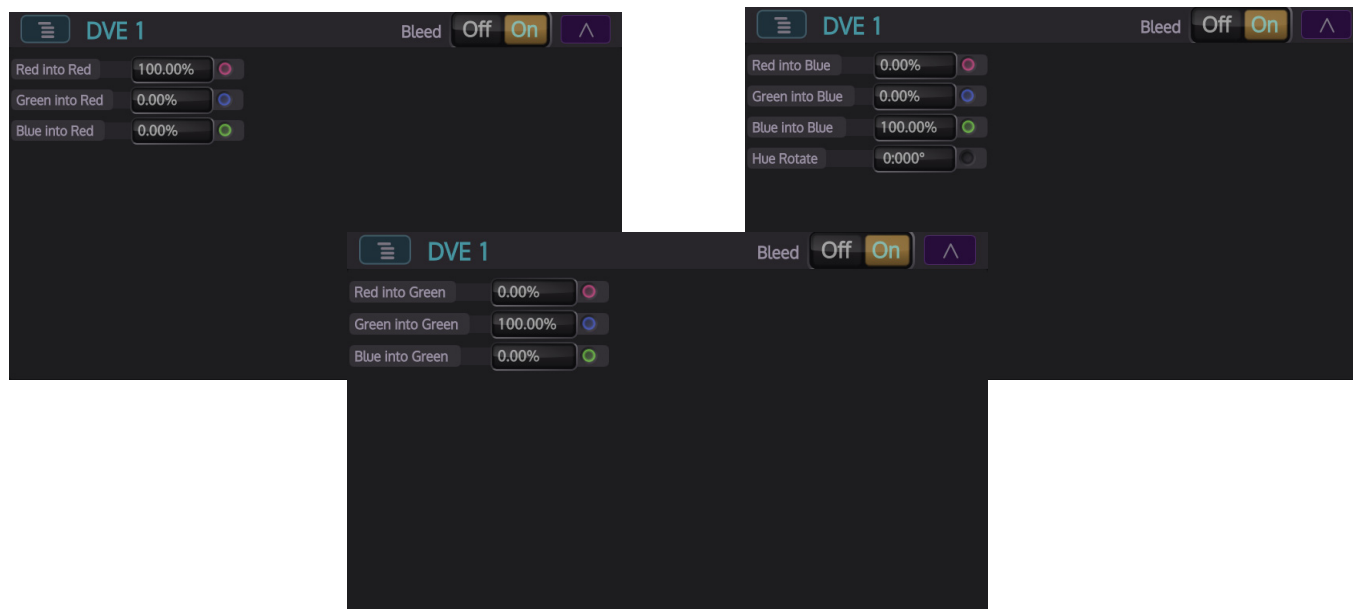 DVE 1 Bleed Off On
Red into Red 100.00%
Green into Red 0.00%
Blue into Red 0.00%
DVE 1 Bleed Off On
Red into Blue 0.00%
Green into Blue 0.00%
Blue into Blue 100.00%
Hue Rotate 0:000°
DVE 1 Bleed Off On
Red into Green 0.00%
Green into Green 100.00%
Blue into Green 0.00%